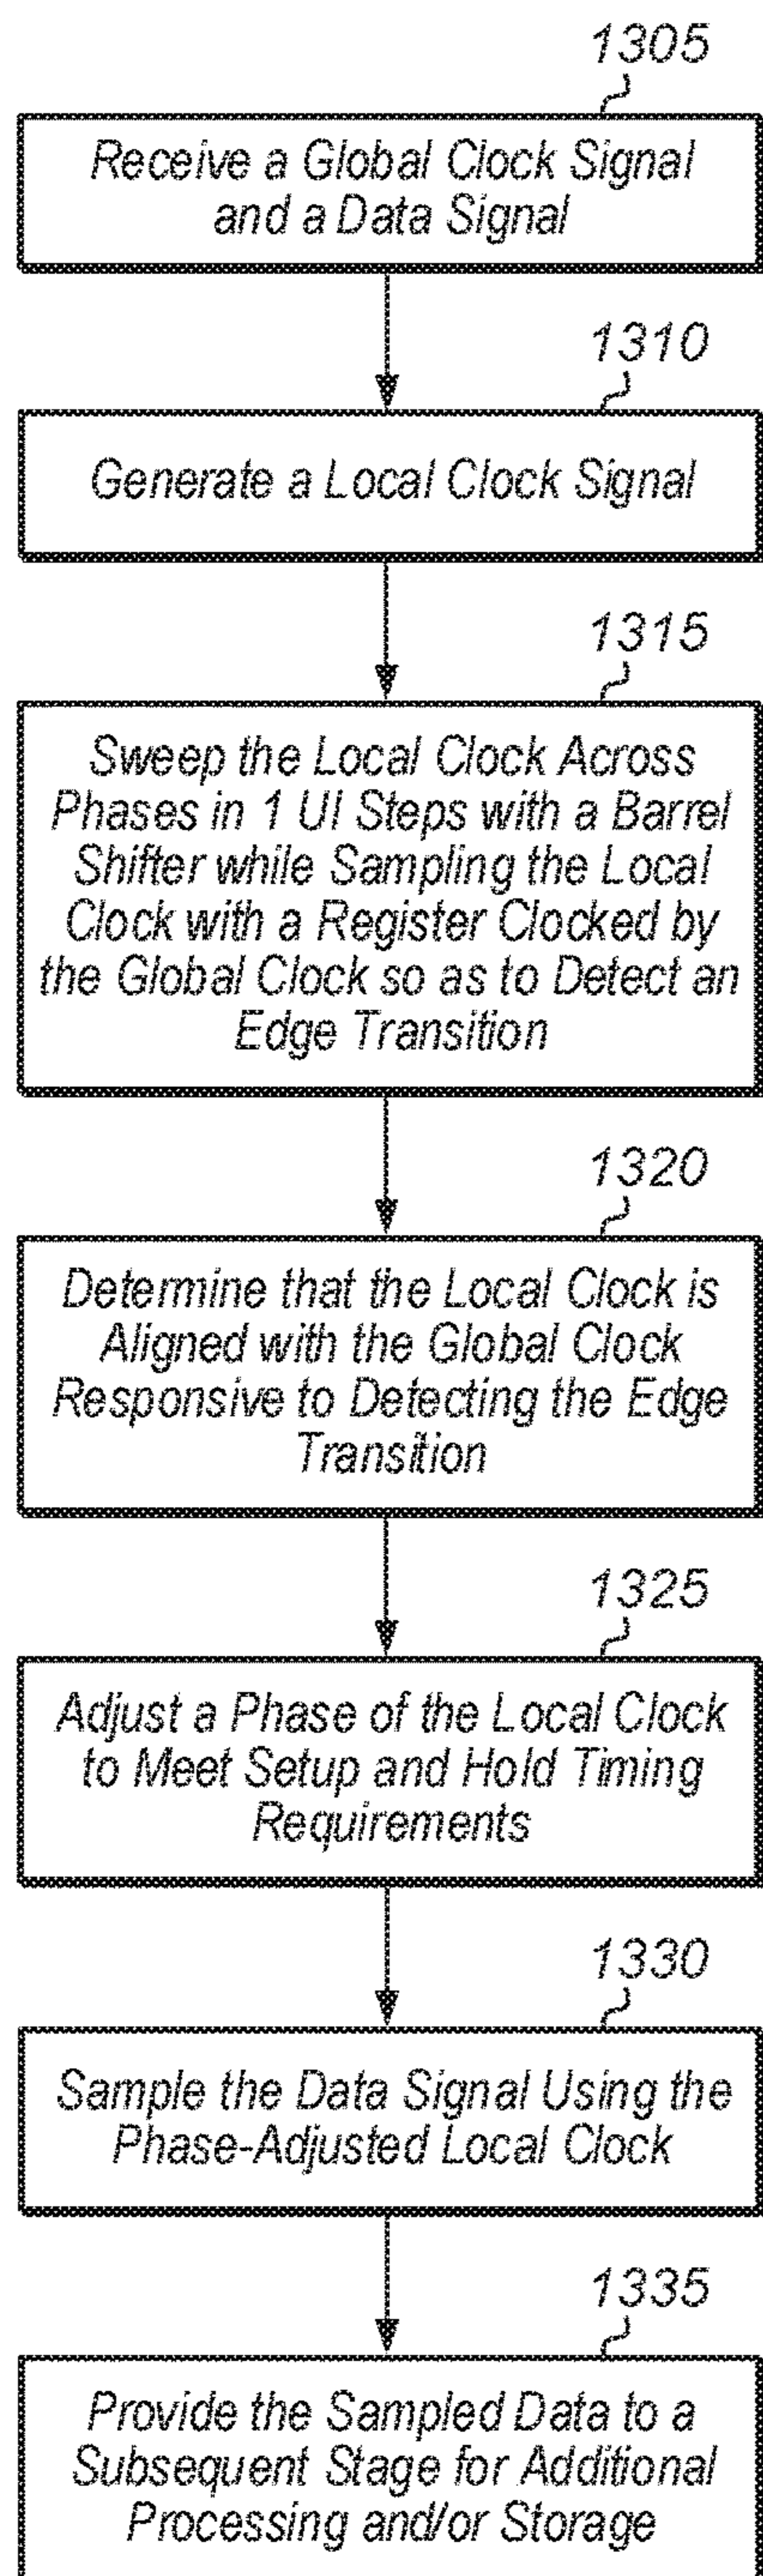 1305
Receive a Global Clock Signal
and a Data Signal
1310
Generate a Local Clock Signal
1315
Sweep the Local Clock Across
Phases in 1 UI Steps with a Barrel
Shifter while Sampling the Local
Clock with a Register Clocked by
the Global Clock so as to Detect an
Edge Transition
1320
Determine that the Local Clock is
Aligned with the Global Clock
Responsive to Detecting the Edge
Transition
1325
Adjust a Phase of the Local Clock
to Meet Setup and Hold Timing
Requirements
1330
Sample the Data Signal Using the
Phase-Adjusted Local Clock
1335
Provide the Sampled Data to a
Subsequent Stage for Additional
Processing and/or Storage